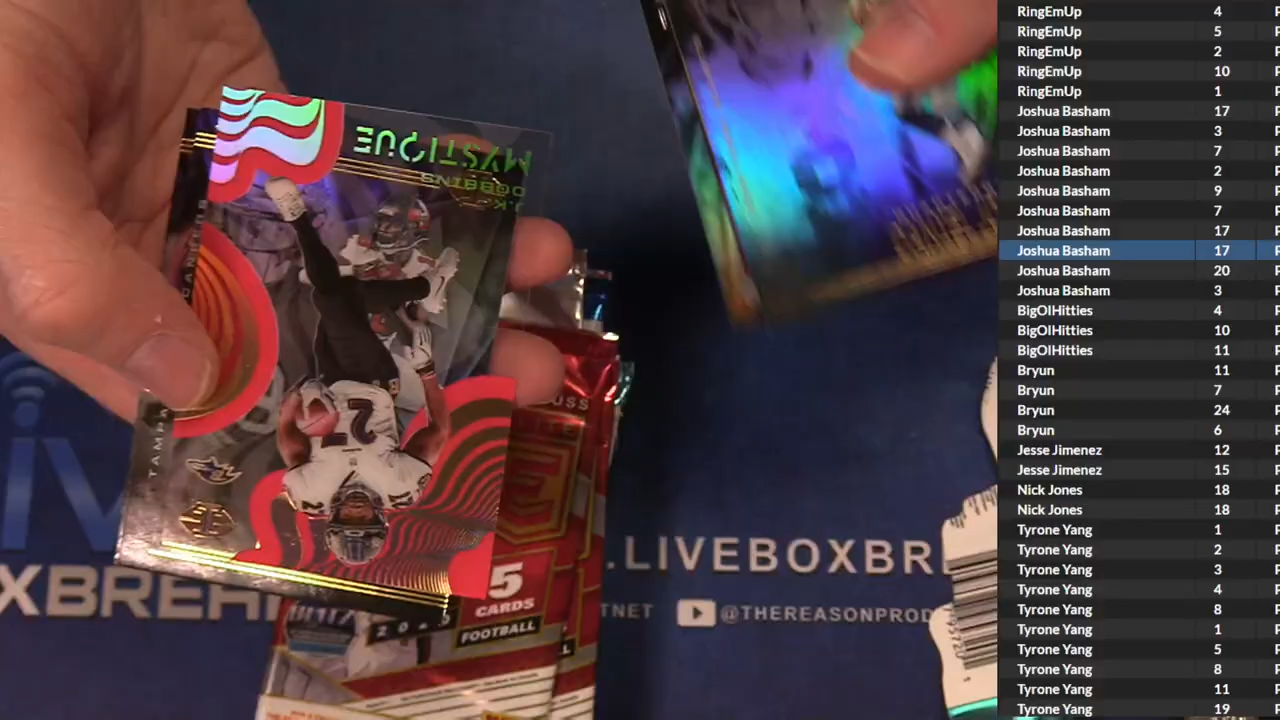 MYSTIQUE
J.K. DOBBINS
27
2
TAMPA
5
CARDS
FOOTBALL
.LIVEBOXBRE
XBREA
TNET
@THEREASONPROD
RingEmUp 4 P
RingEmUp 5 P
RingEmUp 2 P
RingEmUp 10 P
RingEmUp 1 P
Joshua Basham 17 P
Joshua Basham 3 P
Joshua Basham 7 P
Joshua Basham 2 P
Joshua Basham 9 P
Joshua Basham 7 P
Joshua Basham 17 P
Joshua Basham 17 P
Joshua Basham 20 P
Joshua Basham 3 P
BigOlHitties 4 P
BigOlHitties 10 P
BigOlHitties 11 P
Bryun 11 P
Bryun 7 P
Bryun 24 P
Bryun 6 P
Jesse Jimenez 12 P
Jesse Jimenez 15 P
Nick Jones 18 P
Nick Jones 18 P
Tyrone Yang 1 P
Tyrone Yang 2 P
Tyrone Yang 3 P
Tyrone Yang 4 P
Tyrone Yang 8 P
Tyrone Yang 1 P
Tyrone Yang 5 P
Tyrone Yang 8 P
Tyrone Yang 11 P
Tyrone Yang 19 P